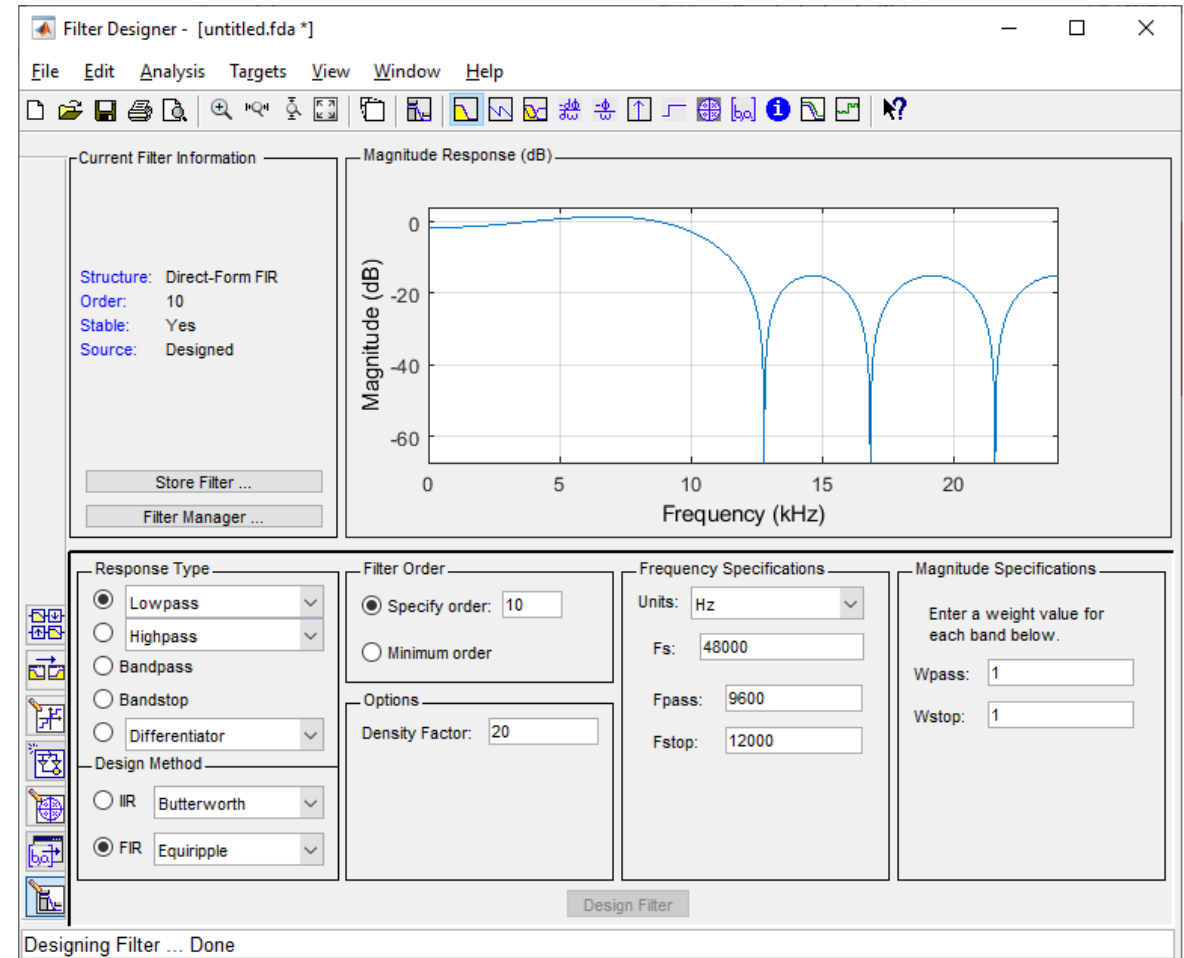 Filter Designer - [untitled.fda *]
File Edit Analysis Targets View Window Help
Current Filter Information
Structure: Direct-Form FIR
Order: 10
Stable: Yes
Source: Designed
Store Filter ...
Filter Manager ...
Magnitude Response (dB)
Magnitude (dB)
0
-20
-40
-60
0 5 10 15 20
Frequency (kHz)
Response Type
Lowpass
Highpass
Bandpass
Bandstop
Differentiator
Design Method
IIR Butterworth
FIR Equiripple
Filter Order
Specify order: 10
Minimum order
Options
Density Factor: 20
Frequency Specifications
Units: Hz
Fs: 48000
Fpass: 9600
Fstop: 12000
Magnitude Specifications
Enter a weight value for
each band below.
Wpass: 1
Wstop: 1
Design Filter
Designing Filter ... Done